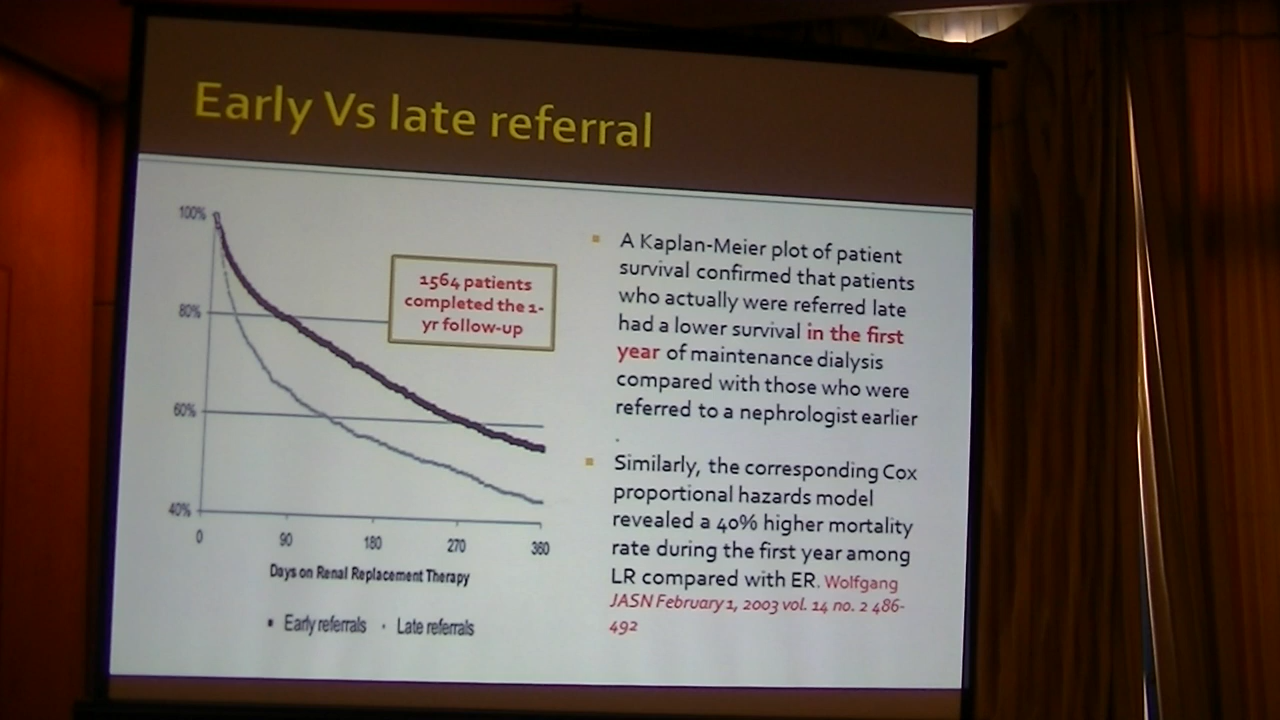 Early Vs late referral
100%
80%
60%
40%
0
90
180
270
360
Days on Renal Replacement Therapy
▪ Early referrals · Late referrals
1564 patients
completed the 1-
yr follow-up
▪ A Kaplan-Meier plot of patient
survival confirmed that patients
who actually were referred late
had a lower survival in the first
year of maintenance dialysis
compared with those who were
referred to a nephrologist earlier
.
▪ Similarly, the corresponding Cox
proportional hazards model
revealed a 40% higher mortality
rate during the first year among
LR compared with ER. Wolfgang
JASN February 1, 2003 vol. 14 no. 2 486-
492